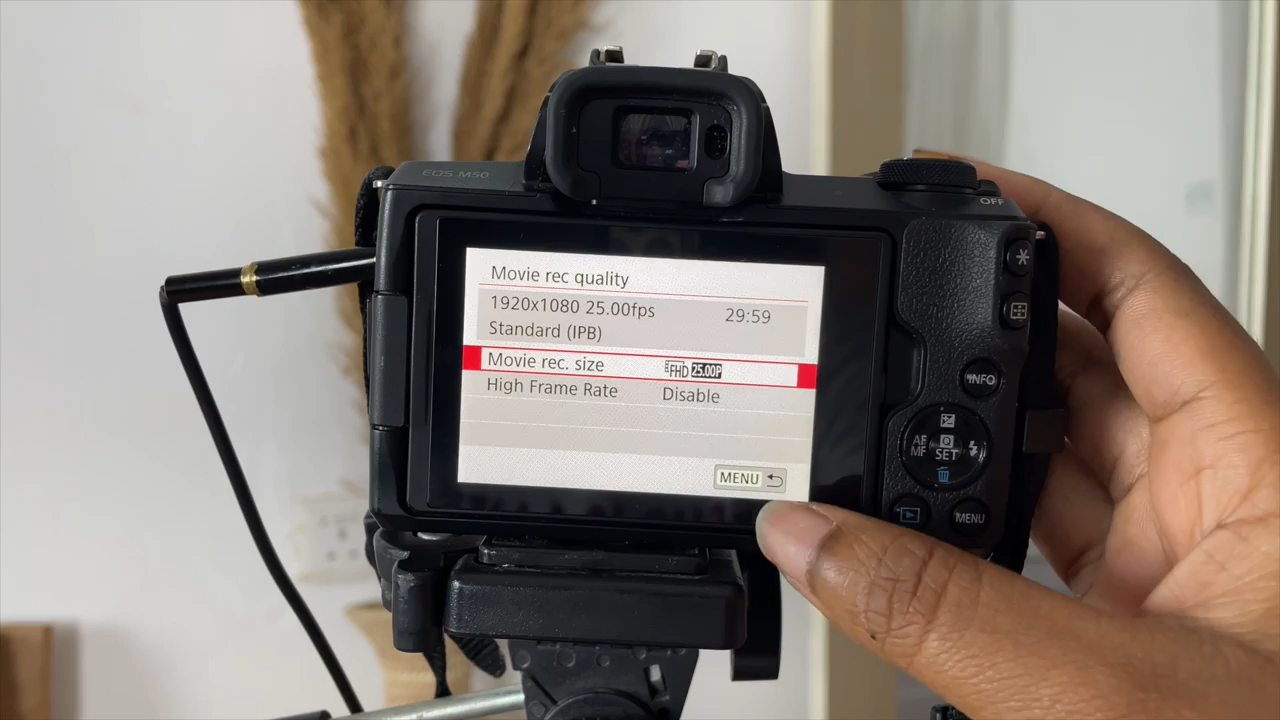 EOS M50
OFF
Movie rec quality
1920x1080 25.00fps 29:59
Standard (IPB)
Movie rec. size FHD 25.00P
High Frame Rate Disable
MENU
INFO
AF
MF
Q
SET
MENU